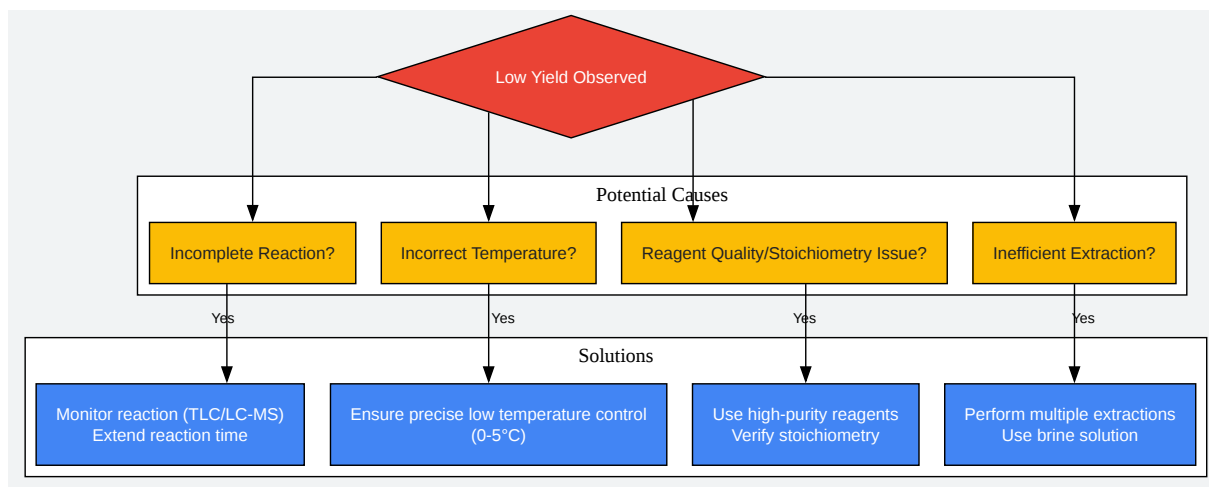 Low Yield Observed
Potential Causes
Incomplete Reaction?
Incorrect Temperature?
Reagent Quality/Stoichiometry Issue?
Inefficient Extraction?
Yes
Yes
Yes
Yes
Solutions
Monitor reaction (TLC/LC-MS)
Extend reaction time
Ensure precise low temperature control
(0-5°C)
Use high-purity reagents
Verify stoichiometry
Perform multiple extractions
Use brine solution